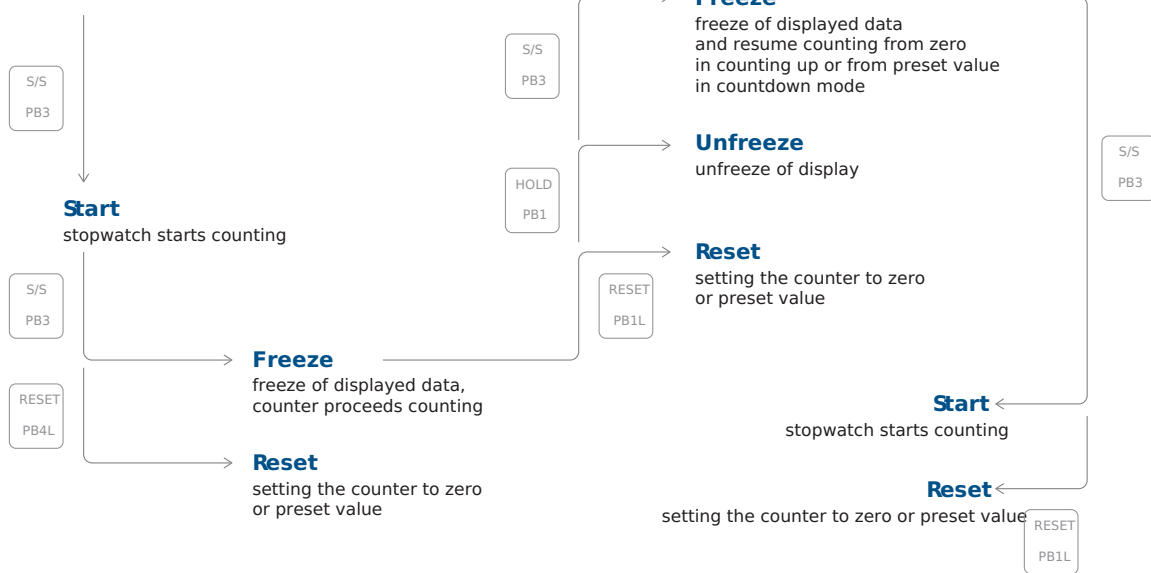 Freeze
freeze of displayed data
and resume counting from zero
in counting up or from preset value
in countdown mode
S/S
PB3
S/S
PB3
Unfreeze
unfreeze of display
S/S
PB3
HOLD
PB1
Start
stopwatch starts counting
Reset
setting the counter to zero
or preset value
S/S
PB3
RESET
PB1L
Freeze
freeze of displayed data,
counter proceeds counting
RESET
PB4L
Start
stopwatch starts counting
Reset
setting the counter to zero
or preset value
Reset
setting the counter to zero or preset value
RESET
PB1L